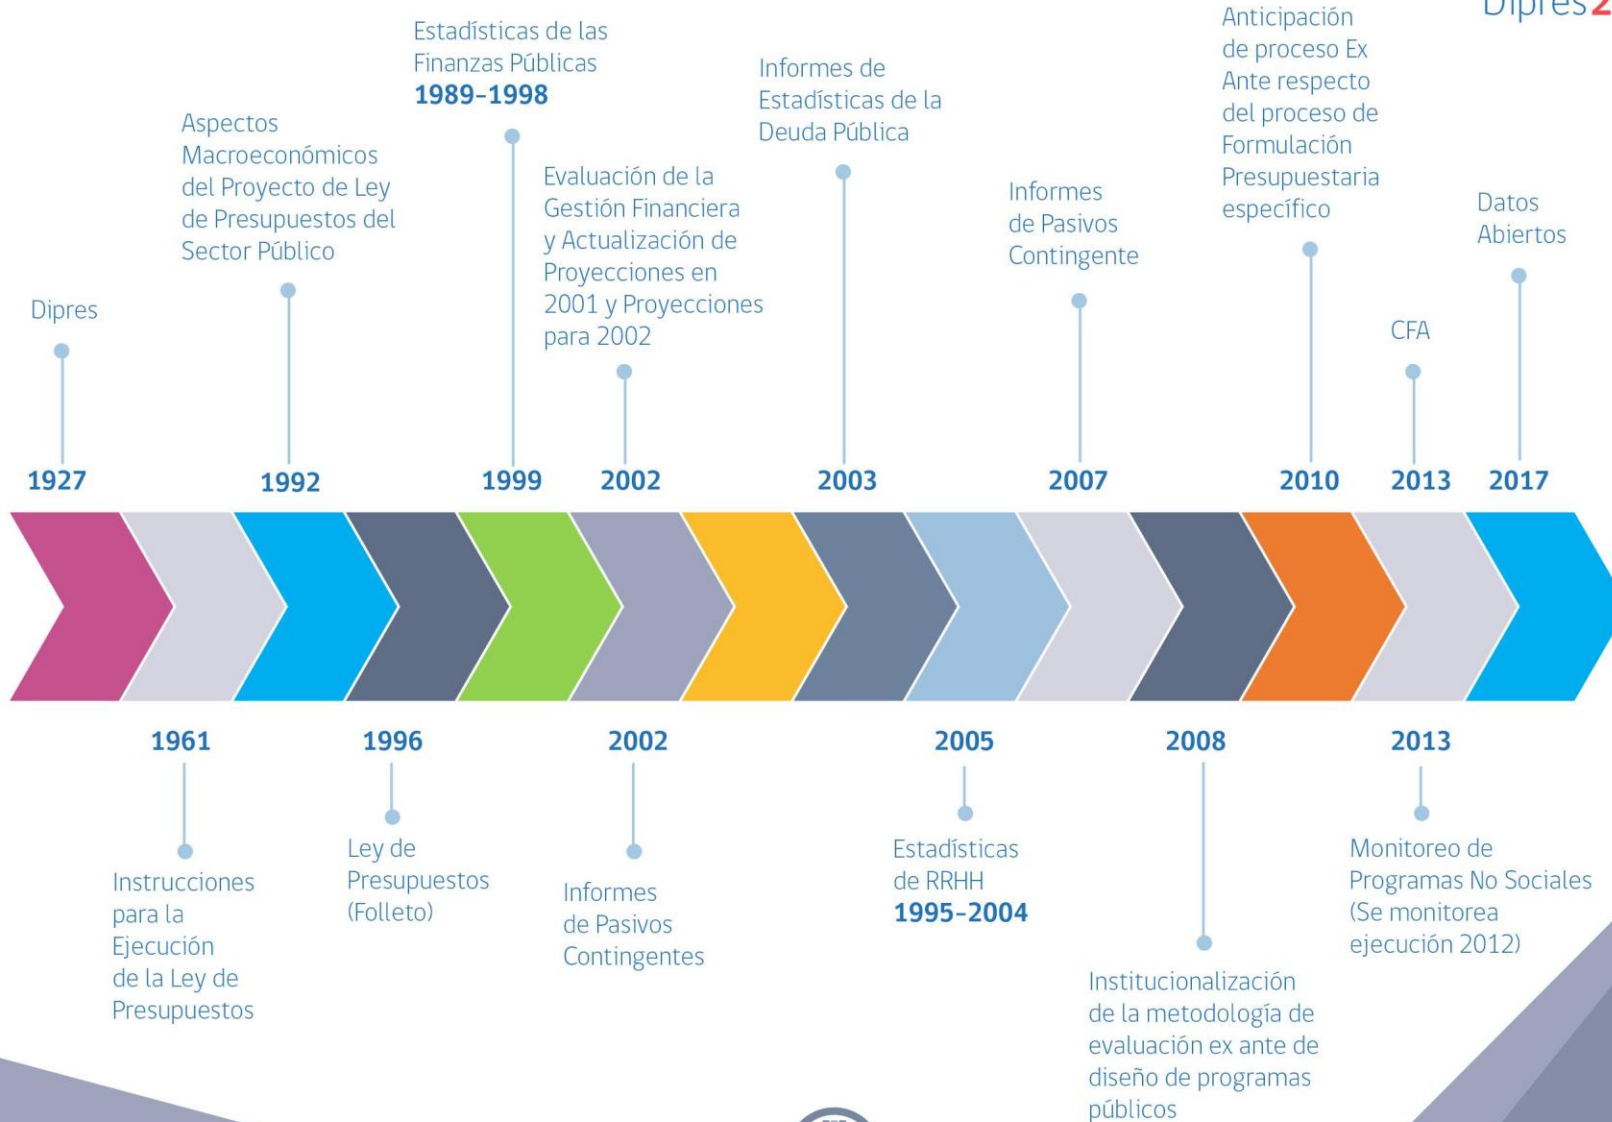 Dipres2
Dipres
1927
Aspectos
Macroeconómicos
del Proyecto de Ley
de Presupuestos del
Sector Público
1992
Estadísticas de las
Finanzas Públicas
1989-1998
1999
Evaluación de la
Gestión Financiera
y Actualización de
Proyecciones en
2001 y Proyecciones
para 2002
2002
Informes de
Estadísticas de la
Deuda Pública
2003
Informes
de Pasivos
Contingente
2007
Anticipación
de proceso Ex
Ante respecto
del proceso de
Formulación
Presupuestaria
específico
2010
CFA
2013
Datos
Abiertos
2017
1961
Instrucciones
para la
Ejecución
de la Ley de
Presupuestos
1996
Ley de
Presupuestos
(Folleto)
2002
Informes
de Pasivos
Contingentes
2005
Estadísticas
de RRHH
1995-2004
2008
Institucionalización
de la metodología de
evaluación ex ante de
diseño de programas
públicos
2013
Monitoreo de
Programas No Sociales
(Se monitorea
ejecución 2012)